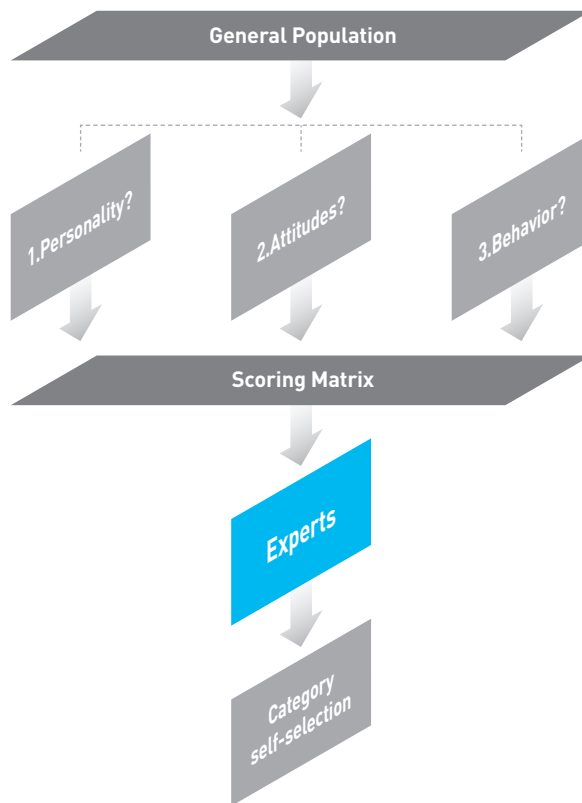 General Population
1.Personality?
2.Attitudes?
3.Behavior?
Scoring Matrix
Experts
Category
self-selection